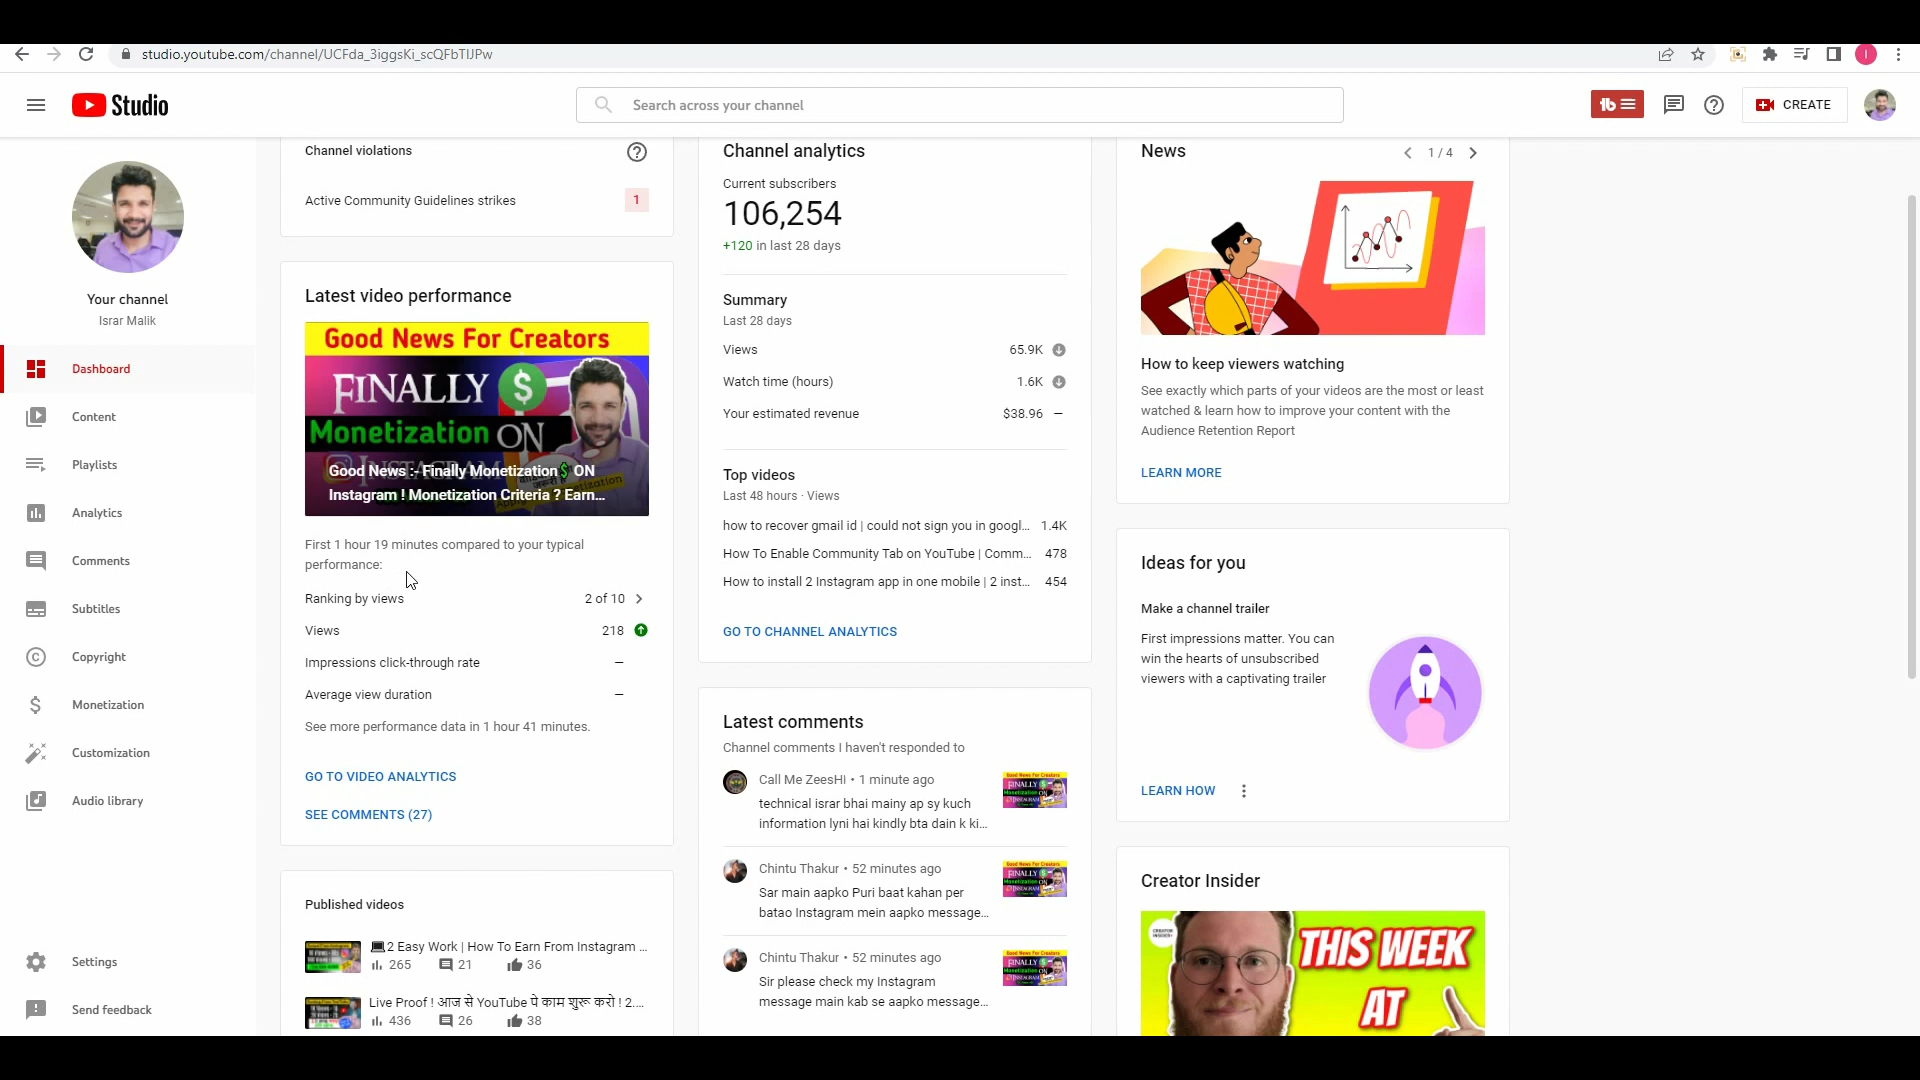 studio.youtube.com/channel/UCFda_3iggsKi_scQFbTIJPw
Studio
Search across your channel
CREATE
Your channel
Israr Malik
Dashboard
Content
Playlists
Analytics
Comments
Subtitles
Copyright
Monetization
Customization
Audio library
Settings
Send feedback
Channel violations
Active Community Guidelines strikes 1
Latest video performance
Good News For Creators
FINALLY $
Monetization ON
INSTAGRAM
Good News :- Finally Monetization💲ON
Instagram ! Monetization Criteria ? Earn...
First 1 hour 19 minutes compared to your typical
performance:
Ranking by views 2 of 10
Views 218
Impressions click-through rate —
Average view duration —
See more performance data in 1 hour 41 minutes.
GO TO VIDEO ANALYTICS
SEE COMMENTS (27)
Published videos
💻2 Easy Work | How To Earn From Instagram ...
265 21 36
Live Proof ! आज से YouTube पे काम शुरू करो ! 2....
436 26 38
Channel analytics
Current subscribers
106,254
+120 in last 28 days
Summary
Last 28 days
Views 65.9K
Watch time (hours) 1.6K
Your estimated revenue $38.96 —
Top videos
Last 48 hours · Views
how to recover gmail id | could not sign you in googl... 1.4K
How To Enable Community Tab on YouTube | Comm... 478
How to install 2 Instagram app in one mobile | 2 inst... 454
GO TO CHANNEL ANALYTICS
Latest comments
Channel comments I haven't responded to
Call Me ZeesHi • 1 minute ago
technical israr bhai mainy ap sy kuch
information lyni hai kindly bta dain k ki...
Chintu Thakur • 52 minutes ago
Sar main aapko Puri baat kahan per
batao Instagram mein aapko message...
Chintu Thakur • 52 minutes ago
Sir please check my Instagram
message main kab se aapko message...
News
1 / 4
How to keep viewers watching
See exactly which parts of your videos are the most or least
watched & learn how to improve your content with the
Audience Retention Report
LEARN MORE
Ideas for you
Make a channel trailer
First impressions matter. You can
win the hearts of unsubscribed
viewers with a captivating trailer
LEARN HOW
Creator Insider
THIS WEEK
AT